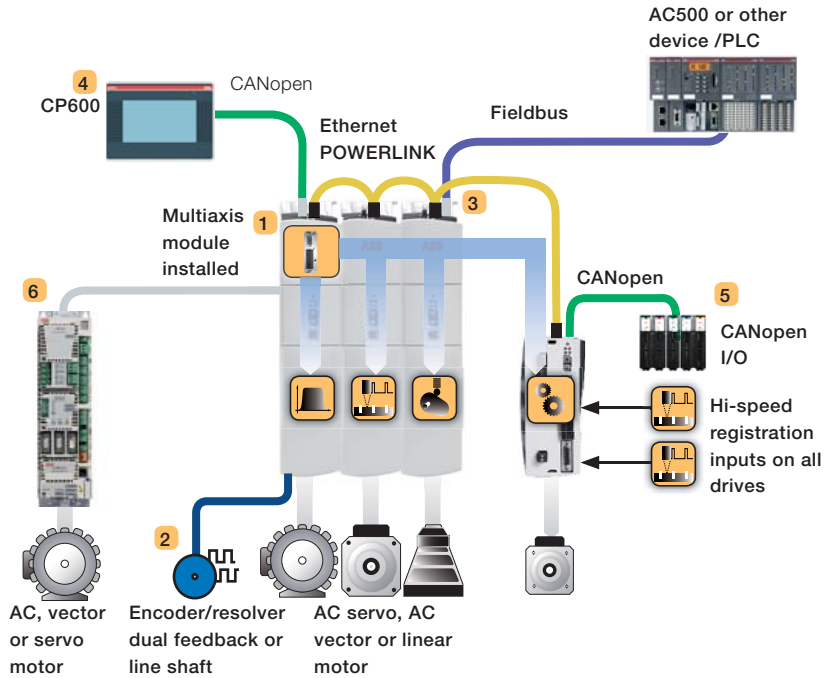 AC500 or other
device /PLC
4
CP600
CANopen
Ethernet
POWERLINK
Fieldbus
Multiaxis
module
installed
1
3
ABB
ABB
6
CANopen
5
CANopen
I/O
Hi-speed
registration
inputs on all
drives
2
AC, vector
or servo
motor
Encoder/resolver
dual feedback or
line shaft
AC servo, AC
vector or linear
motor